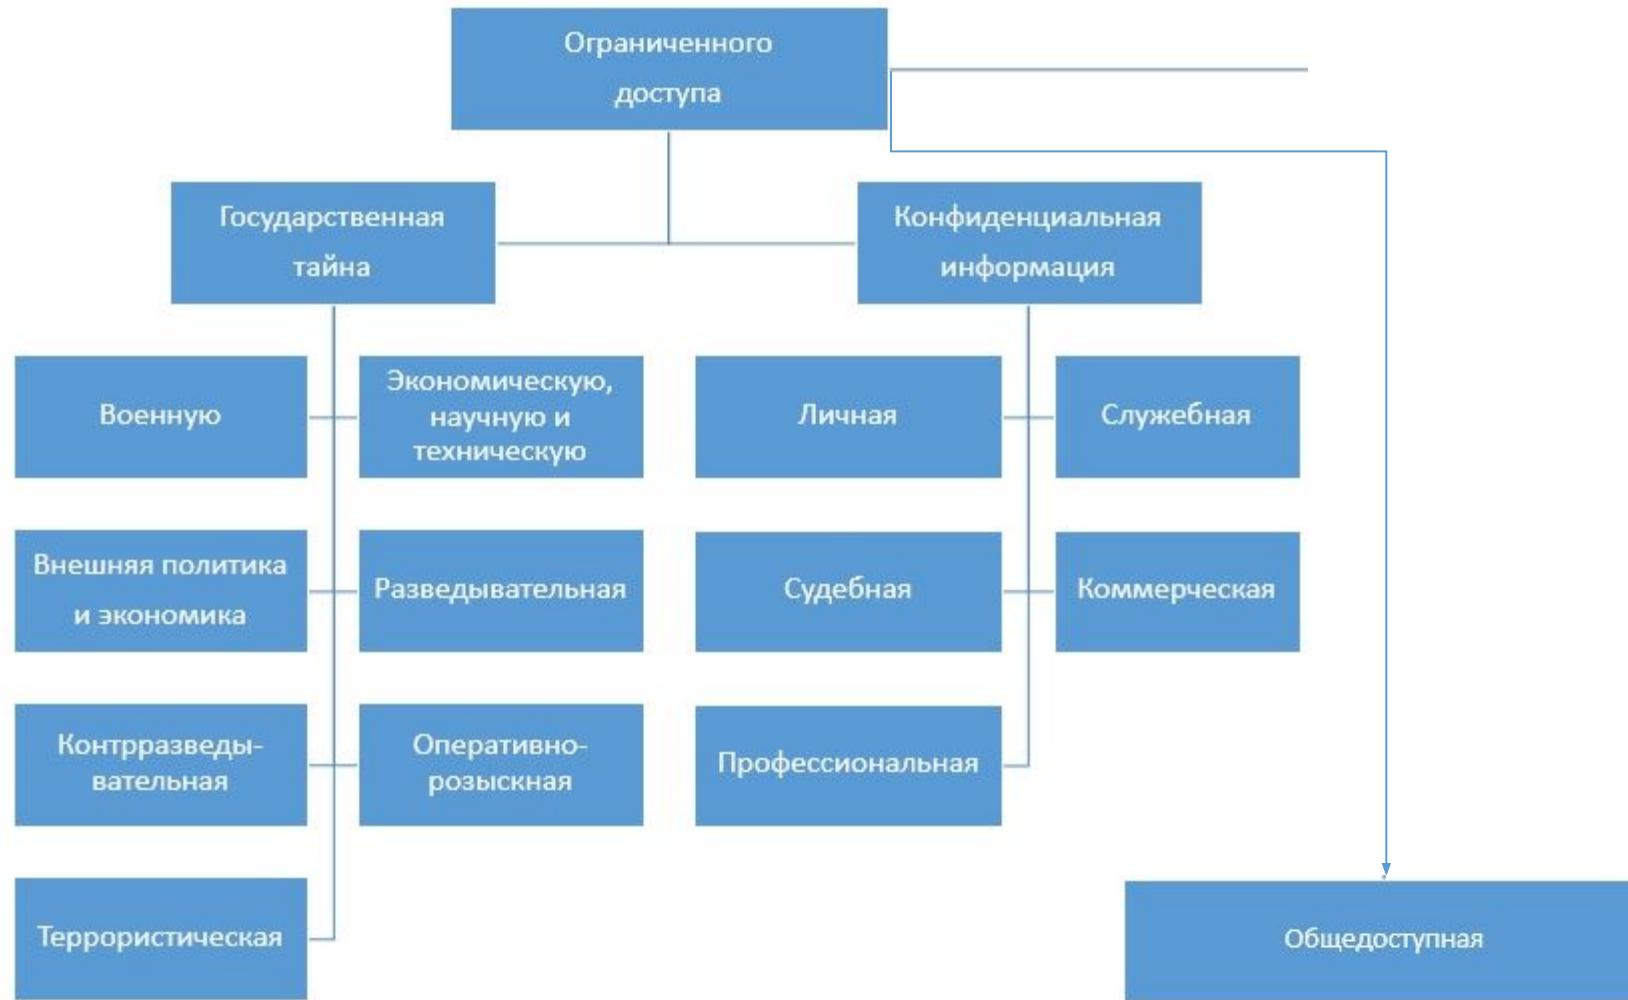 Ограниченного
доступа
Государственная
тайна
Конфиденциальная
информация
Военную
Экономическую,
научную и
техническую
Личная
Служебная
Внешняя политика
и экономика
Разведывательная
Судебная
Коммерческая
Контрразведы-
вательная
Оперативно-
розыскная
Профессиональная
Террористическая
Общедоступная